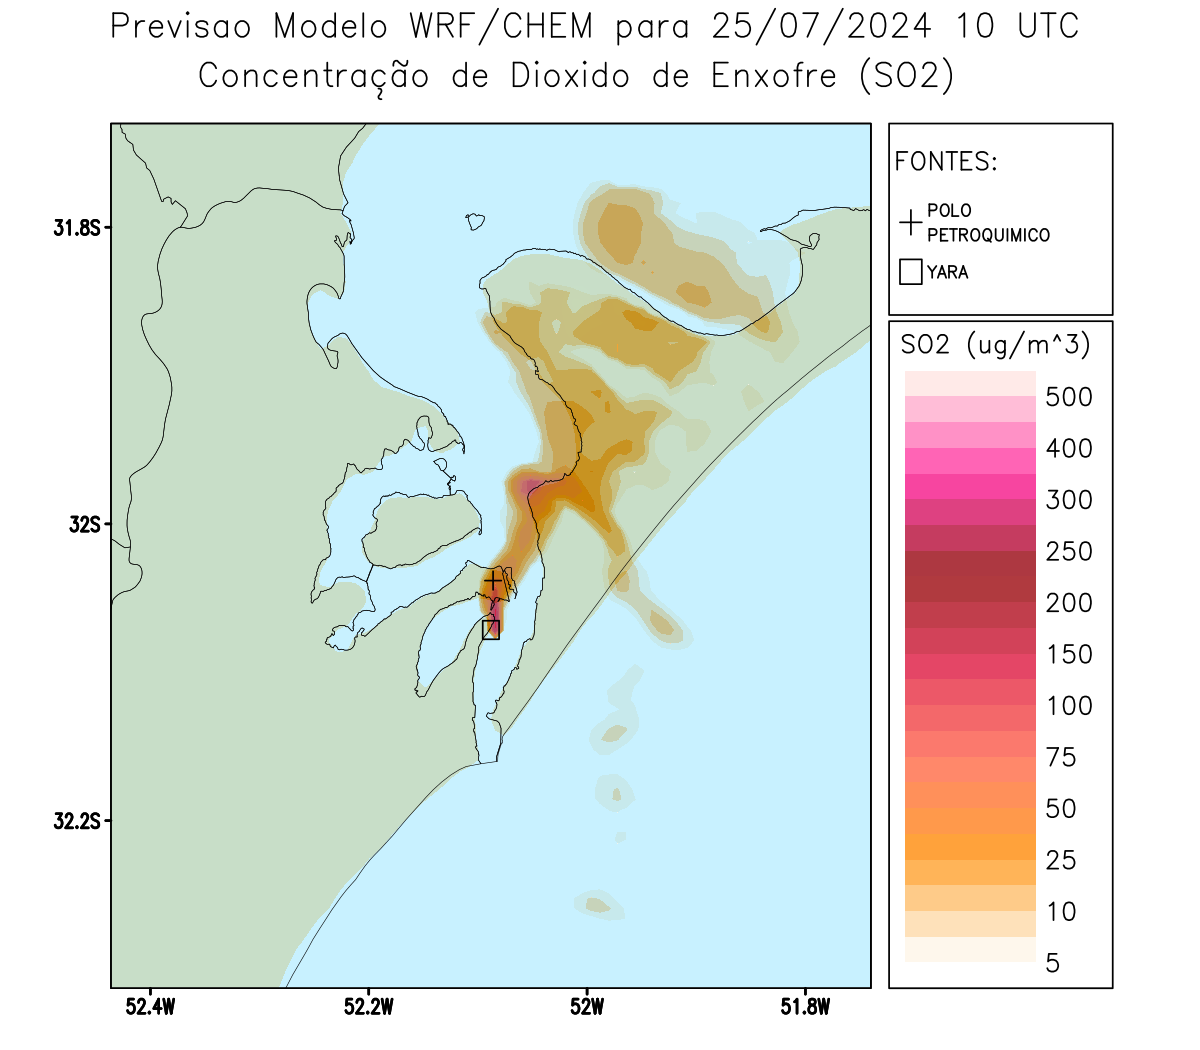 Previsao Modelo WRF/CHEM para 25/07/2024 10 UTC
Concentração de Dioxido de Enxofre (SO2)
FONTES:
POLO
PETROQUIMICO
YARA
SO2 (ug/m^3)
500
400
300
250
200
150
100
75
50
25
10
5
31.8S
32S
32.2S
52.4W
52.2W
52W
51.8W